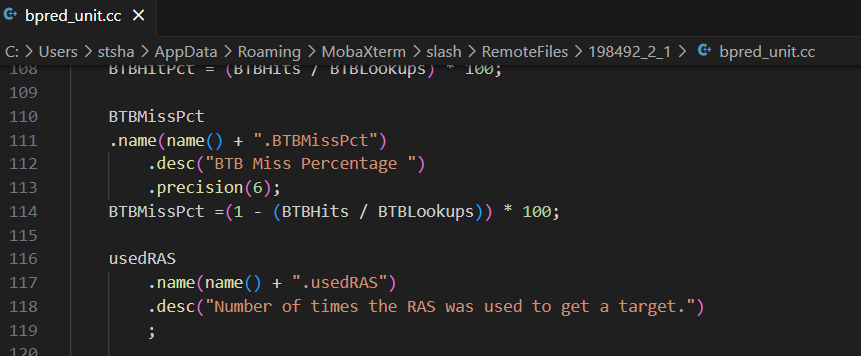 bpred_unit.cc
C: > Users > stsha > AppData > Roaming > MobaXterm > slash > RemoteFiles > 198492_2_1 > bpred_unit.cc
108 BTBHitPct = (BTBHits / BTBLookups) * 100;
109
110 BTBMissPct
111 .name(name() + ".BTBMissPct")
112 .desc("BTB Miss Percentage ")
113 .precision(6);
114 BTBMissPct =(1 - (BTBHits / BTBLookups)) * 100;
115
116 usedRAS
117 .name(name() + ".usedRAS")
118 .desc("Number of times the RAS was used to get a target.")
119 ;
120